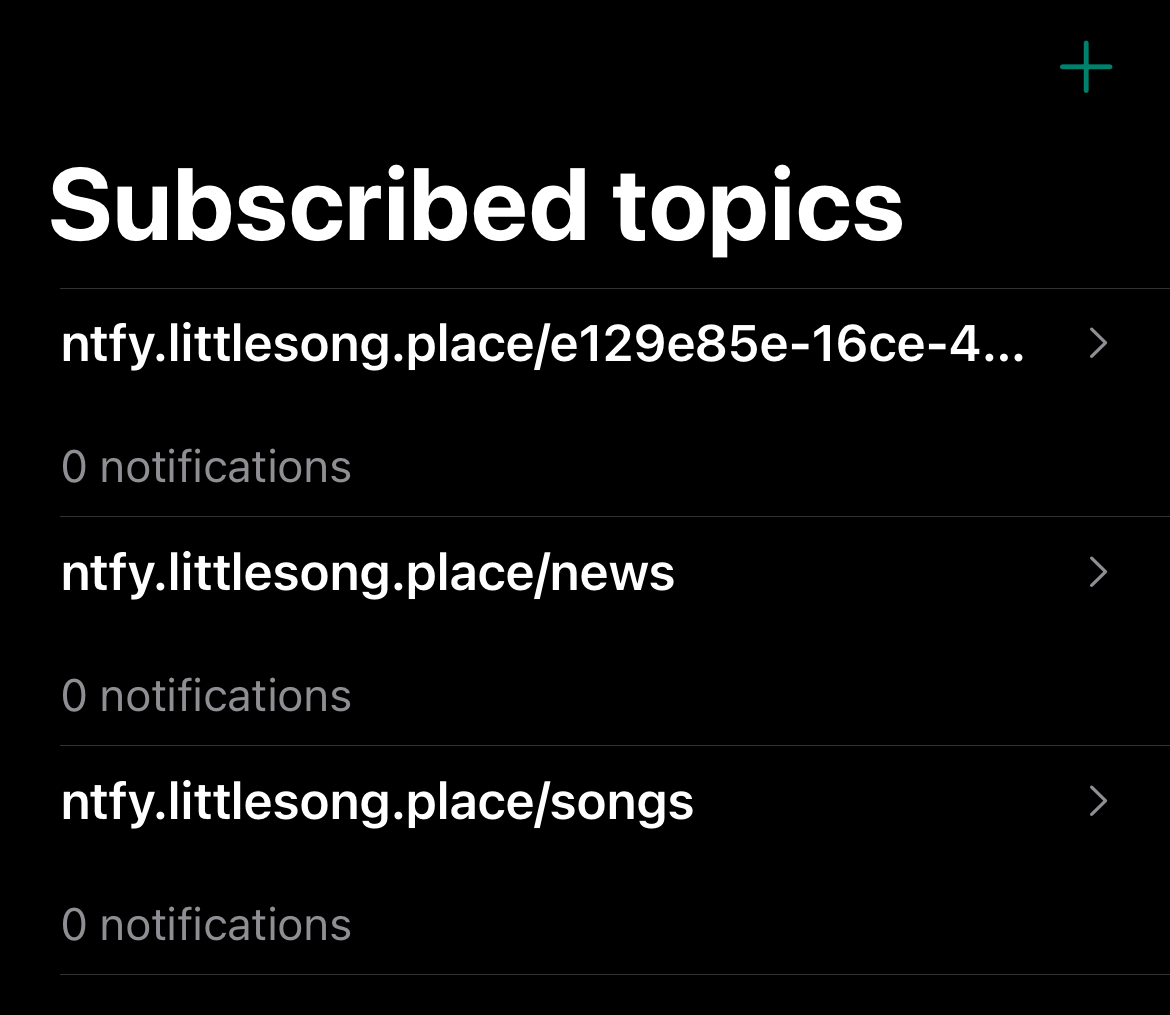 Subscribed topics
ntfy.littlesong.place/e129e85e-16ce-4...
0 notifications
ntfy.littlesong.place/news
0 notifications
ntfy.littlesong.place/songs
0 notifications